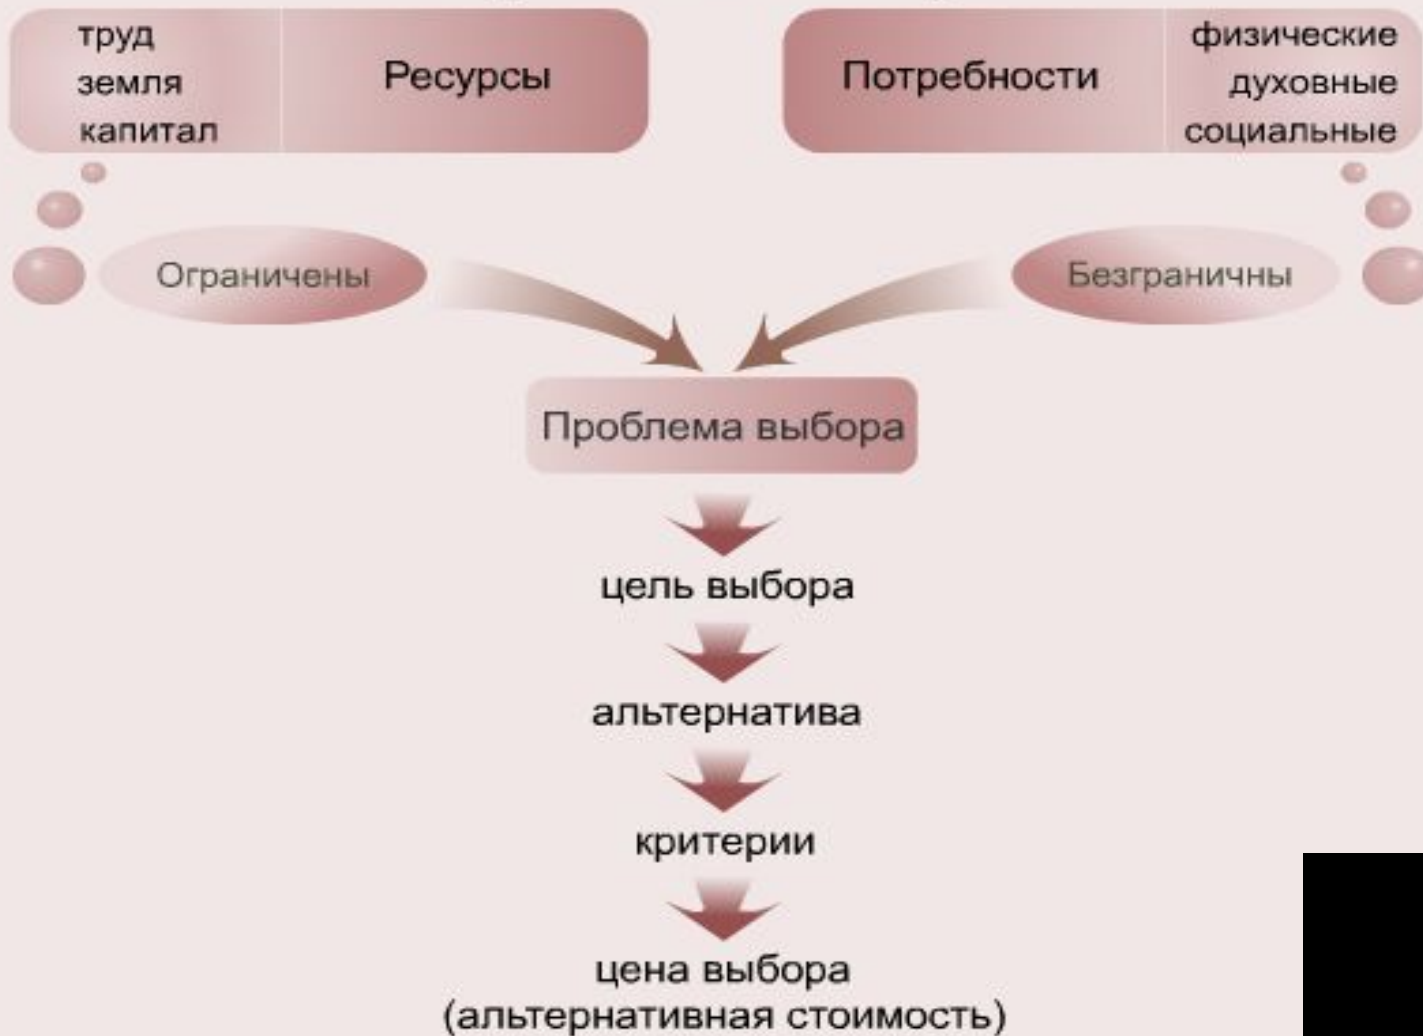 труд
земля
капитал
Ресурсы
Потребности
физические
духовные
социальные
Ограничены
Безграничны
Проблема выбора
цель выбора
альтернатива
критерии
цена выбора
(альтернативная стоимость)